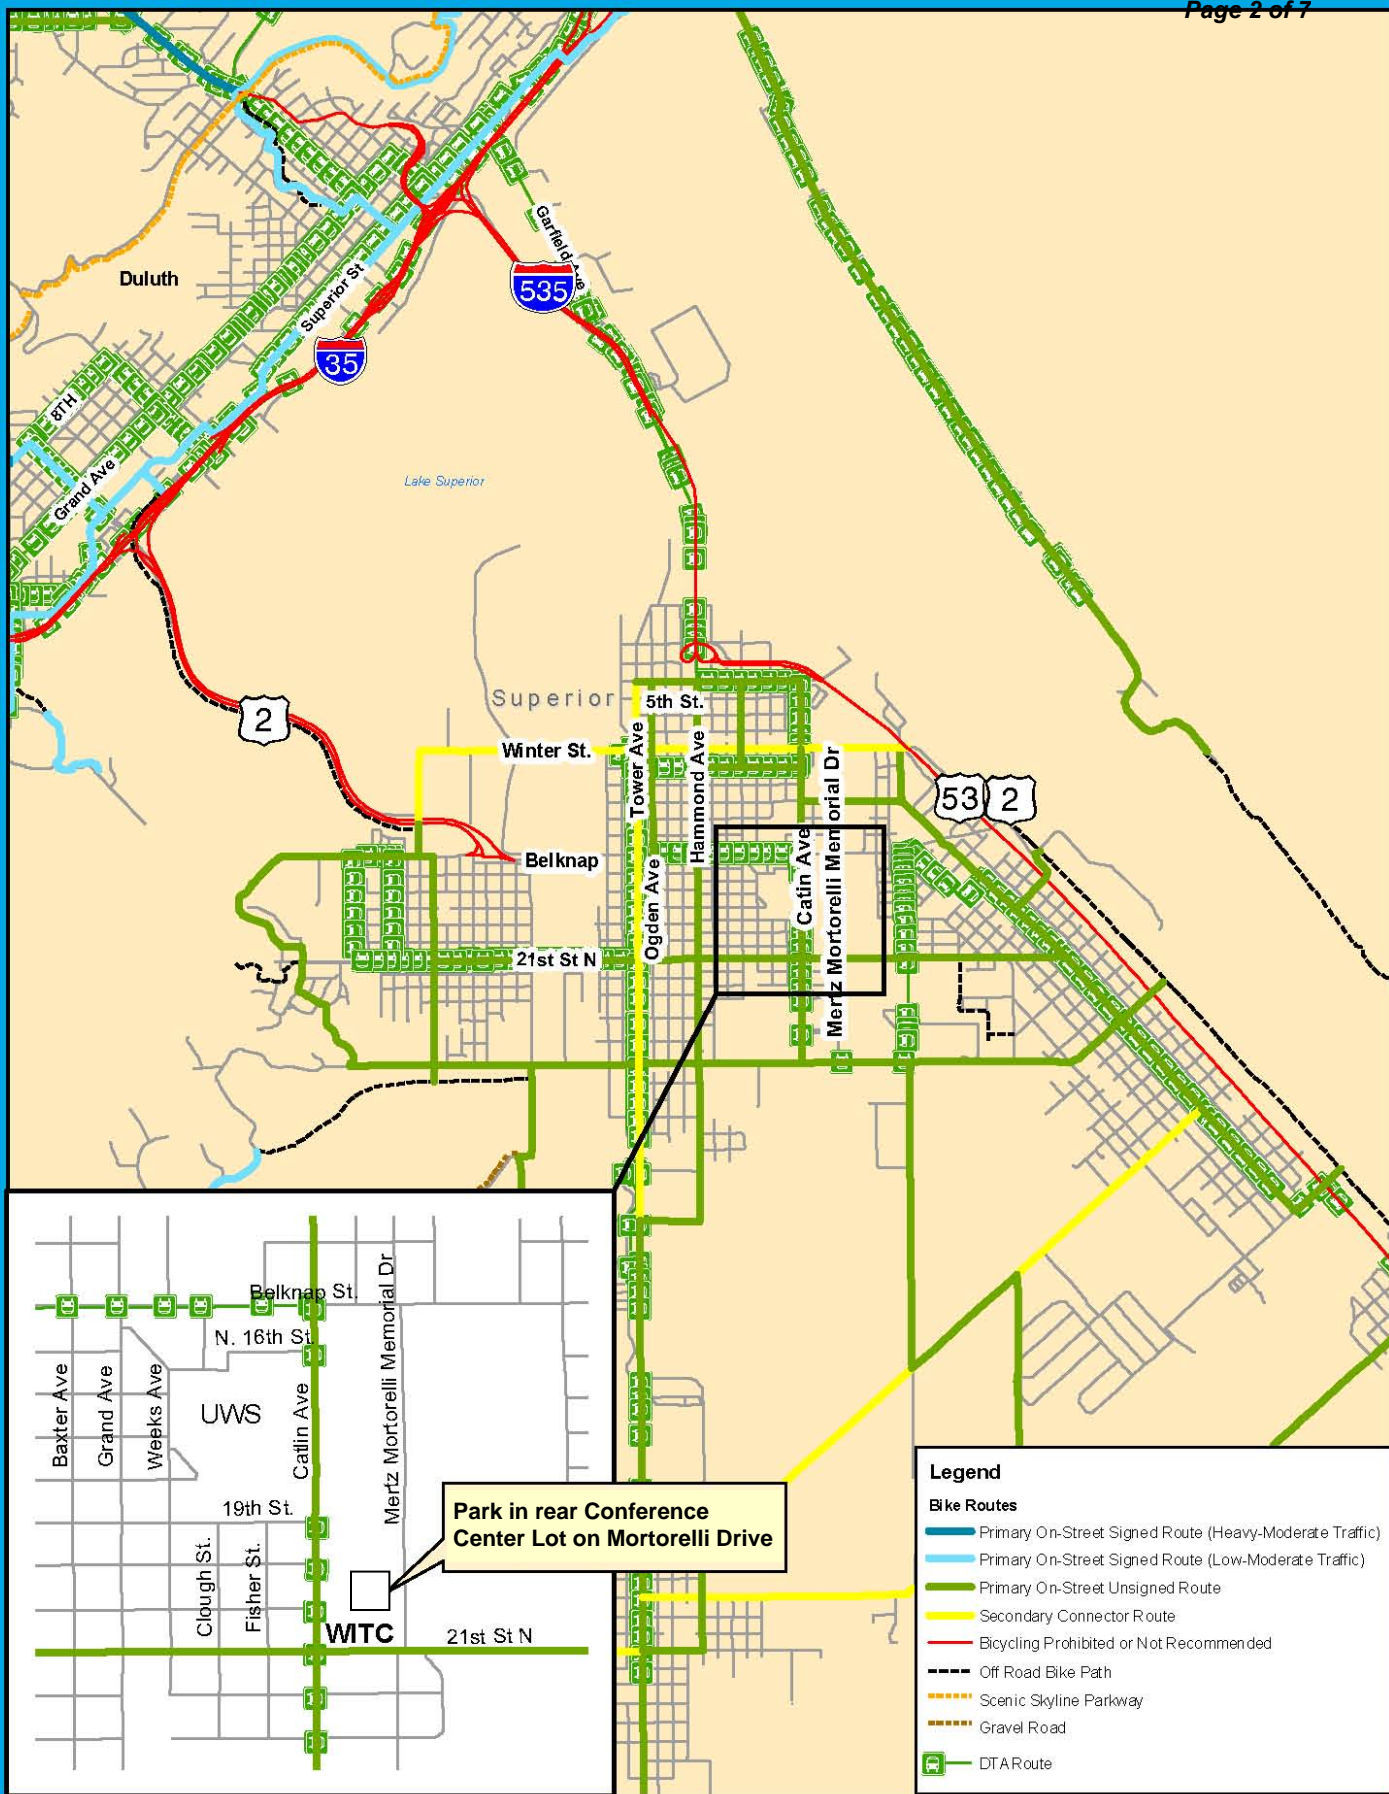 Page 2 of 7
Garfield Ave
Duluth
535
Superior St
35
8TH
Grand Ave
Lake Superior
Superior
5th St.
2
Winter St.
Tower Ave
Hammond Ave
Mertz Mortorelli Memorial Dr
53
2
Belknap
Ogden Ave
Catin Ave
21st St N
Belknap St.
N. 16th St.
Mertz Mortorelli Memorial Dr
Baxter Ave
Grand Ave
Weeks Ave
UWS
Catlin Ave
19th St.
Clough St.
Fisher St.
WITC
21st St N
Park in rear Conference
Center Lot on Mortorelli Drive
Legend
Bike Routes
Primary On-Street Signed Route (Heavy-Moderate Traffic)
Primary On-Street Signed Route (Low-Moderate Traffic)
Primary On-Street Unsigned Route
Secondary Connector Route
Bicycling Prohibited or Not Recommended
Off Road Bike Path
Scenic Skyline Parkway
Gravel Road
DTA Route